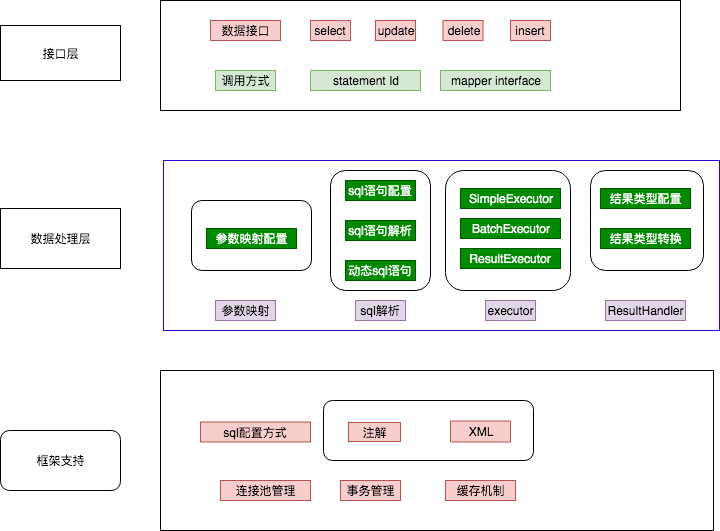 接口层
数据接口 select update delete insert
调用方式 statement Id mapper interface
数据处理层
参数映射配置
sql语句配置
sql语句解析
动态sql语句
SimpleExecutor
BatchExecutor
ResultExecutor
结果类型配置
结果类型转换
参数映射 sql解析 executor ResultHandler
框架支持
sql配置方式 注解 XML
连接池管理 事务管理 缓存机制